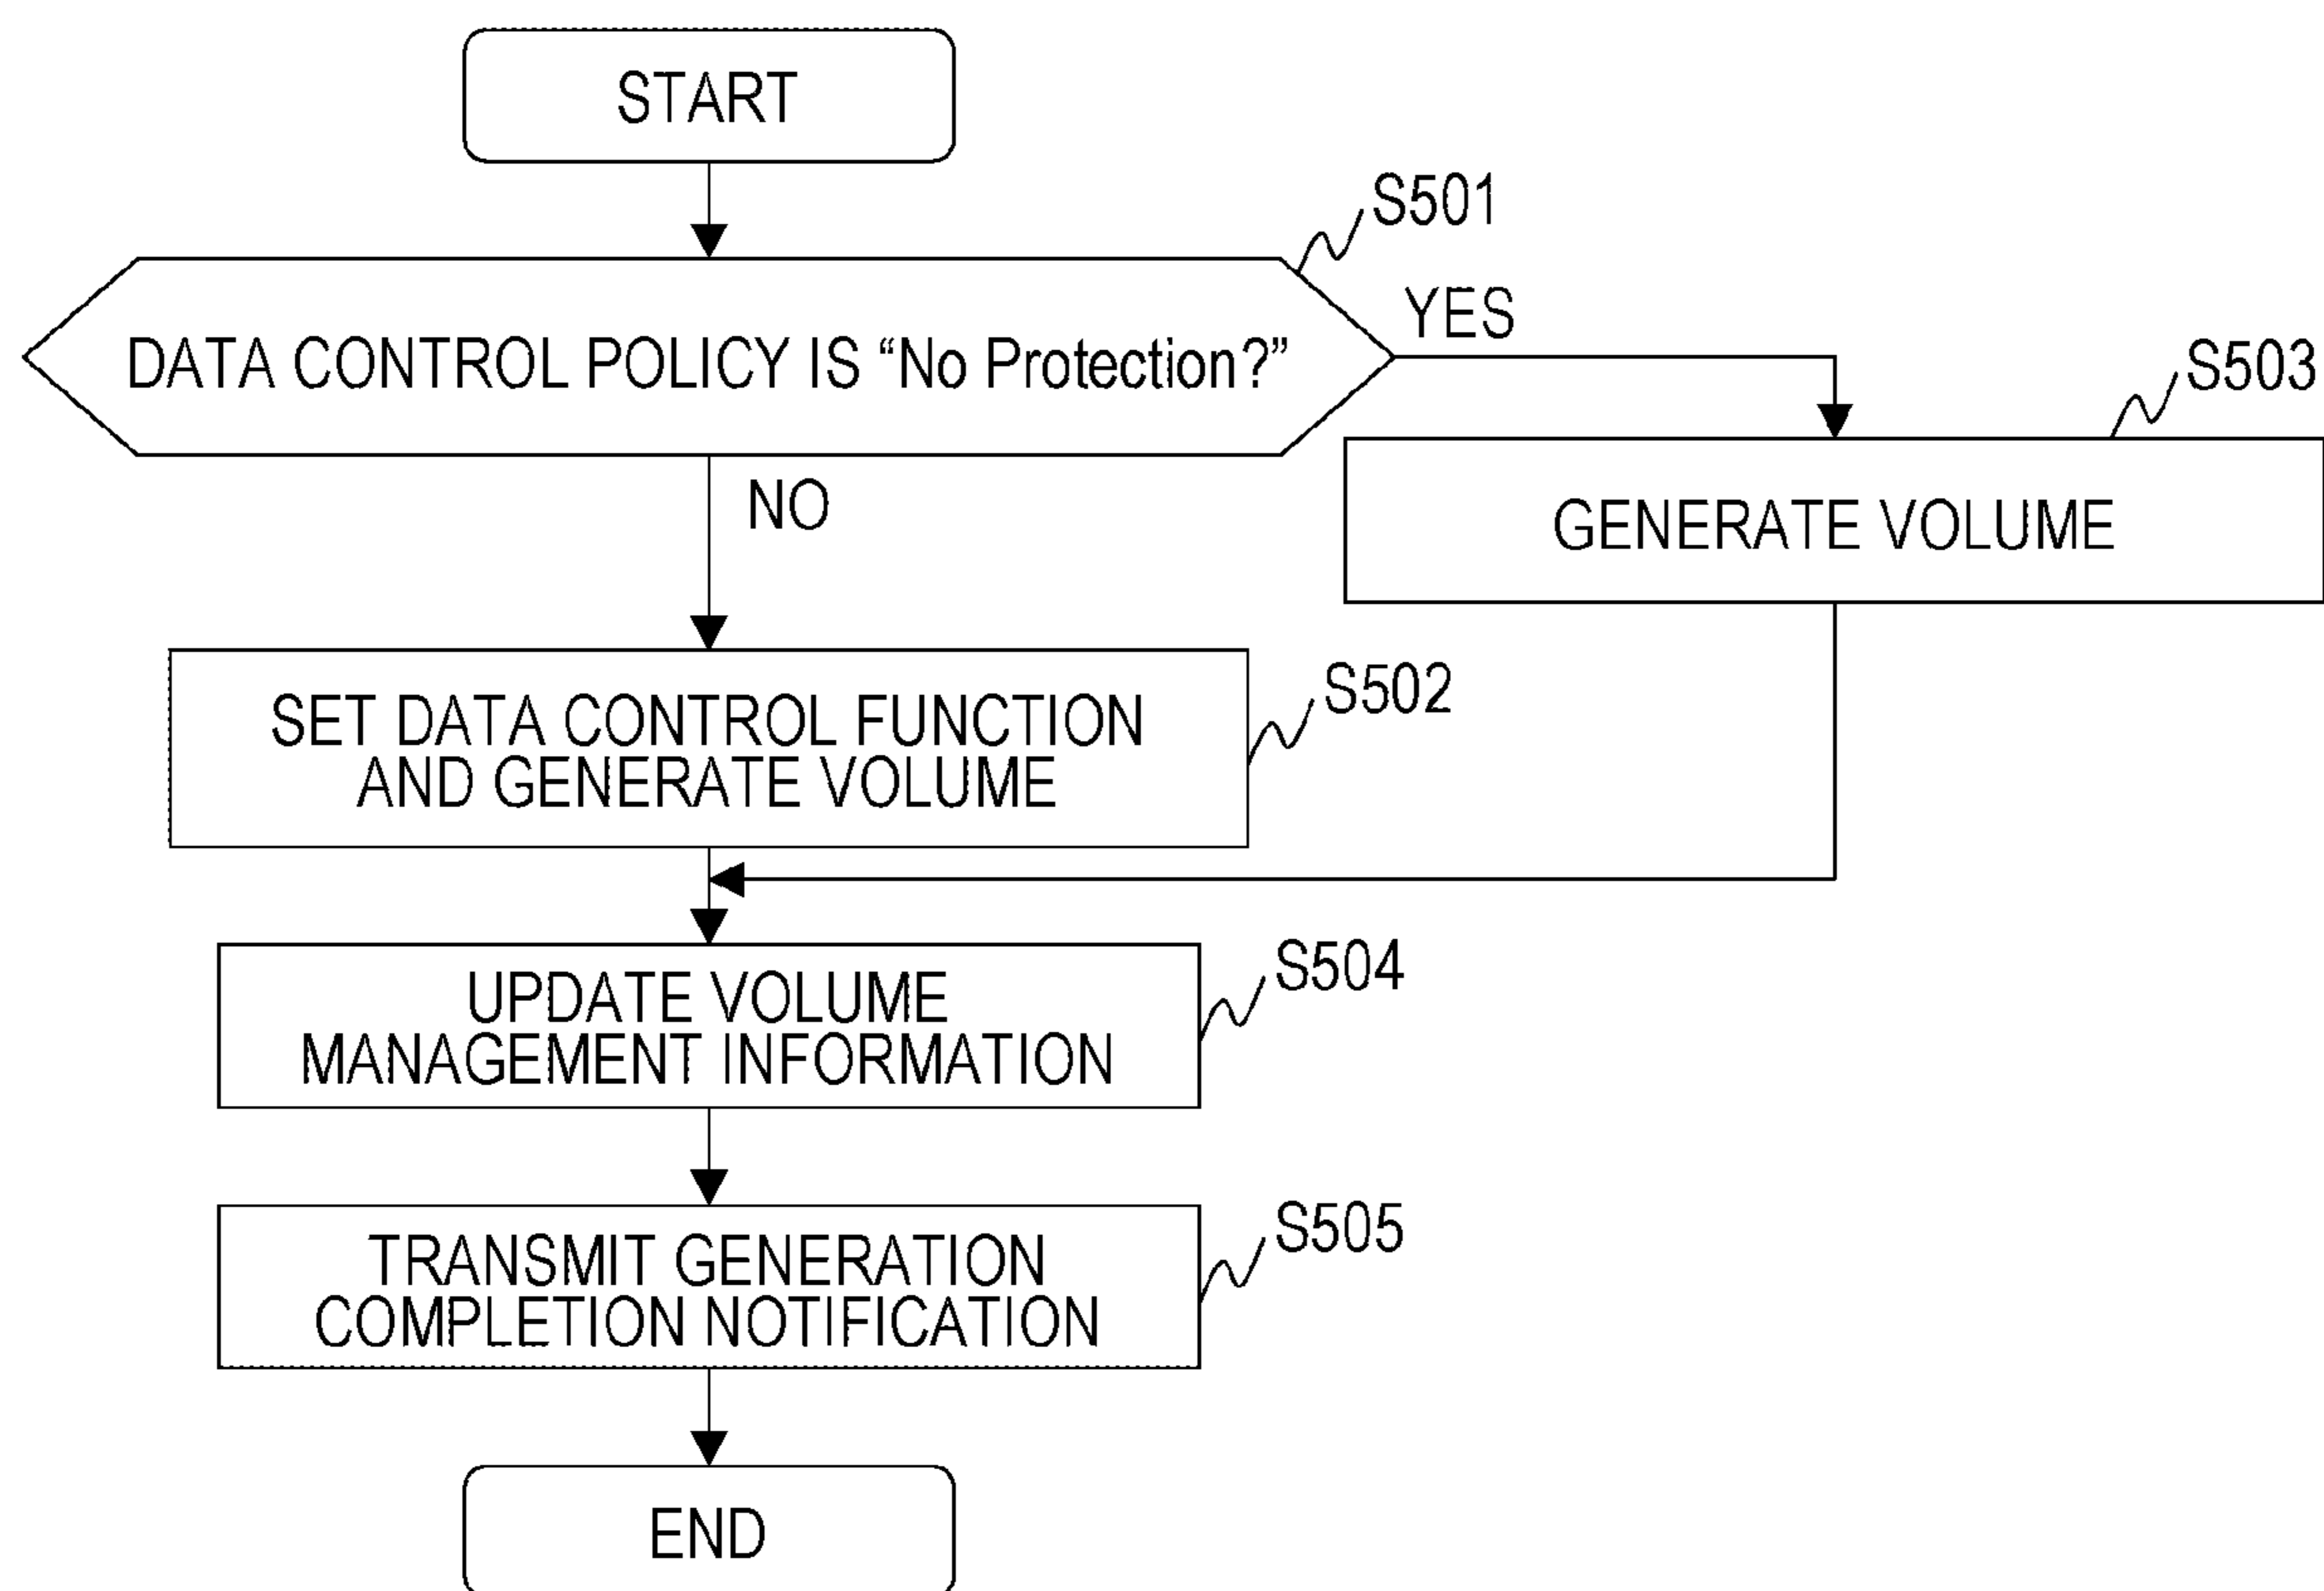 START
S501
DATA CONTROL POLICY IS “No Protection?”
YES
S503
GENERATE VOLUME
NO
SET DATA CONTROL FUNCTION
AND GENERATE VOLUME
S502
UPDATE VOLUME
MANAGEMENT INFORMATION
S504
TRANSMIT GENERATION
COMPLETION NOTIFICATION
S505
END